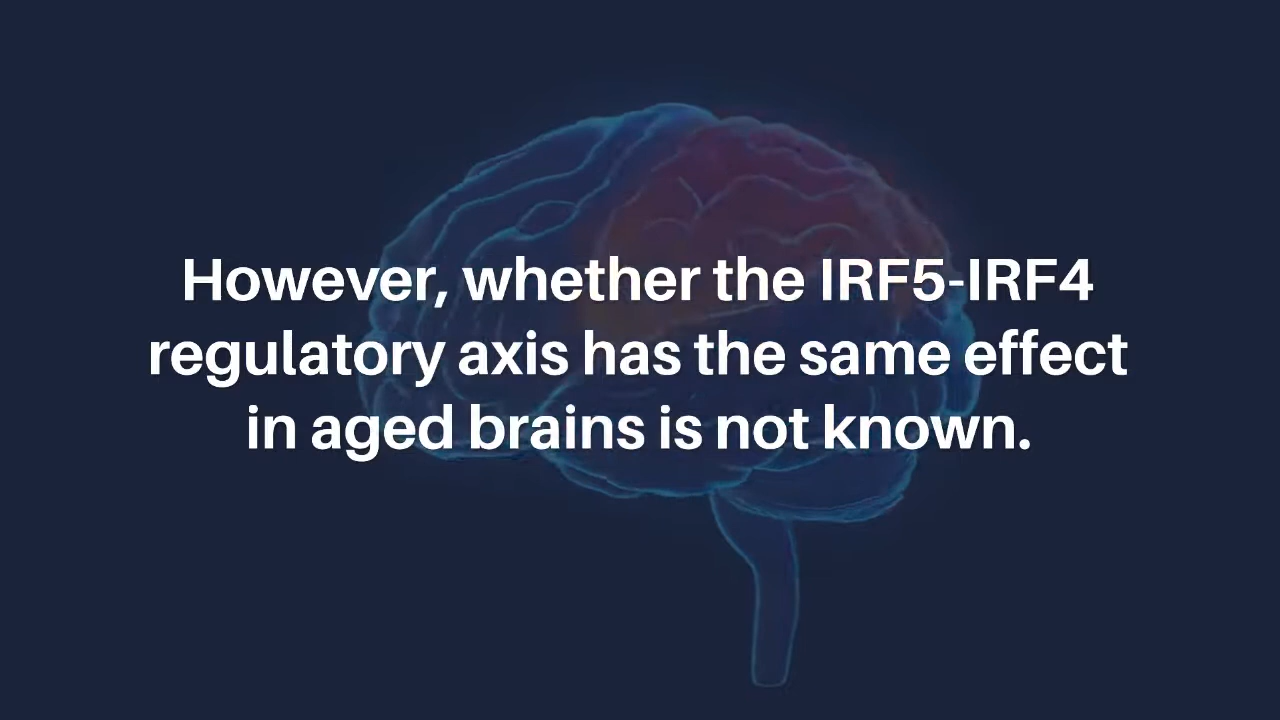 However, whether the IRF5-IRF4
regulatory axis has the same effect
in aged brains is not known.